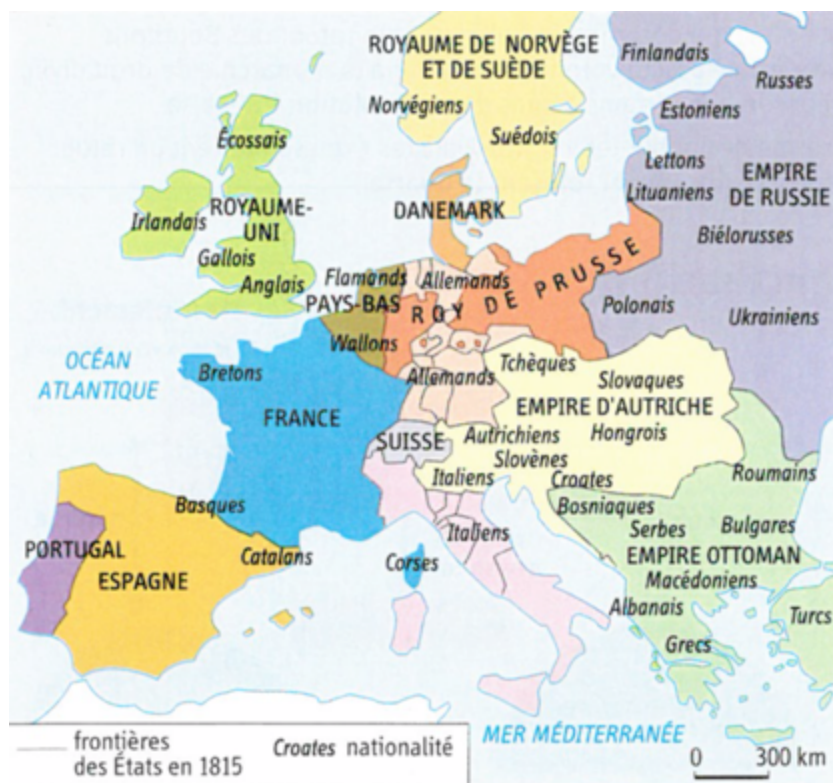 ROYAUME DE NORVÈGE
ET DE SUÈDE
Finlandais
Russes
Norvégiens
Suédois
Estoniens
Écossais
Lettons
Lituaniens
EMPIRE
DE RUSSIE
Irlandais
ROYAUME-
UNI
DANEMARK
Biélorusses
Gallois
Anglais
Flamands
Allemands
PAYS-BAS
ROY DE PRUSSE
Polonais
Ukrainiens
Wallons
OCÉAN
ATLANTIQUE
Bretons
Allemands
Tchèques
Slovaques
FRANCE
EMPIRE D'AUTRICHE
SUISSE
Autrichiens
Hongrois
Slovènes
Italiens
Croates
Roumains
Basques
Bosniaques
Italiens
Serbes
Bulgares
PORTUGAL
ESPAGNE
Catalans
Corses
EMPIRE OTTOMAN
Macédoniens
Albanais
Turcs
Grecs
MER MÉDITERRANÉE
frontières
des États en 1815
Croates nationalité
0 300 km